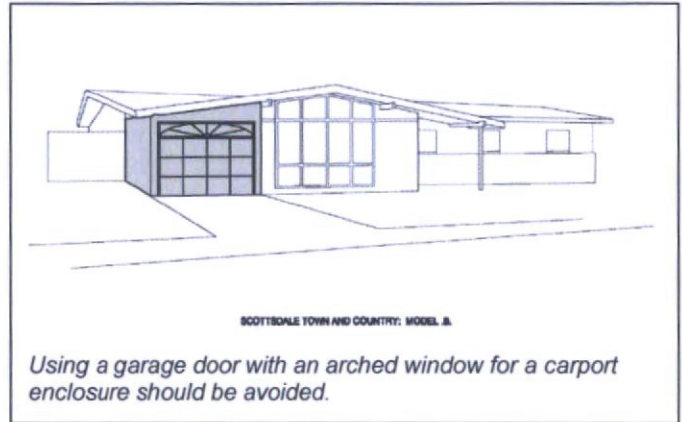 SCOTTSDALE TOWN AND COUNTRY: MODEL .B.
Using a garage door with an arched window for a carport
enclosure should be avoided.